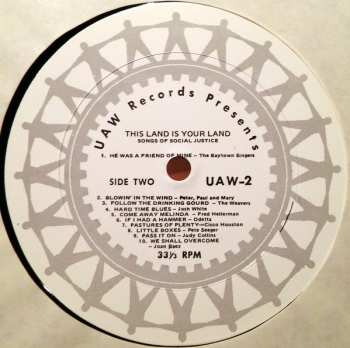 UAW Records Presents
THIS LAND IS YOUR LAND
SONGS OF SOCIAL JUSTICE
1. HE WAS A FRIEND OF MINE – The Baytown Singers
SIDE TWO
UAW-2
2. BLOWIN' IN THE WIND – Peter, Paul and Mary
3. FOLLOW THE DRINKING GOURD – The Weavers
4. HARD TIME BLUES – Josh White
5. COME AWAY MELINDA – Fred Hellerman
6. IF I HAD A HAMMER – Odetta
7. PASTURES OF PLENTY – Cisco Houston
8. LITTLE BOXES – Pete Seeger
9. PASS IT ON – Judy Collins
10. WE SHALL OVERCOME –
Joan Baez
33⅓ RPM